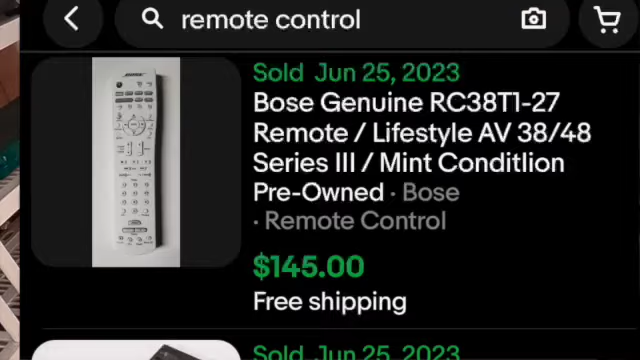 remote control
Sold Jun 25, 2023
Bose Genuine RC38T1-27
Remote / Lifestyle AV 38/48
Series III / Mint Conditlion
Pre-Owned · Bose
· Remote Control
$145.00
Free shipping
Sold Jun 25, 2023